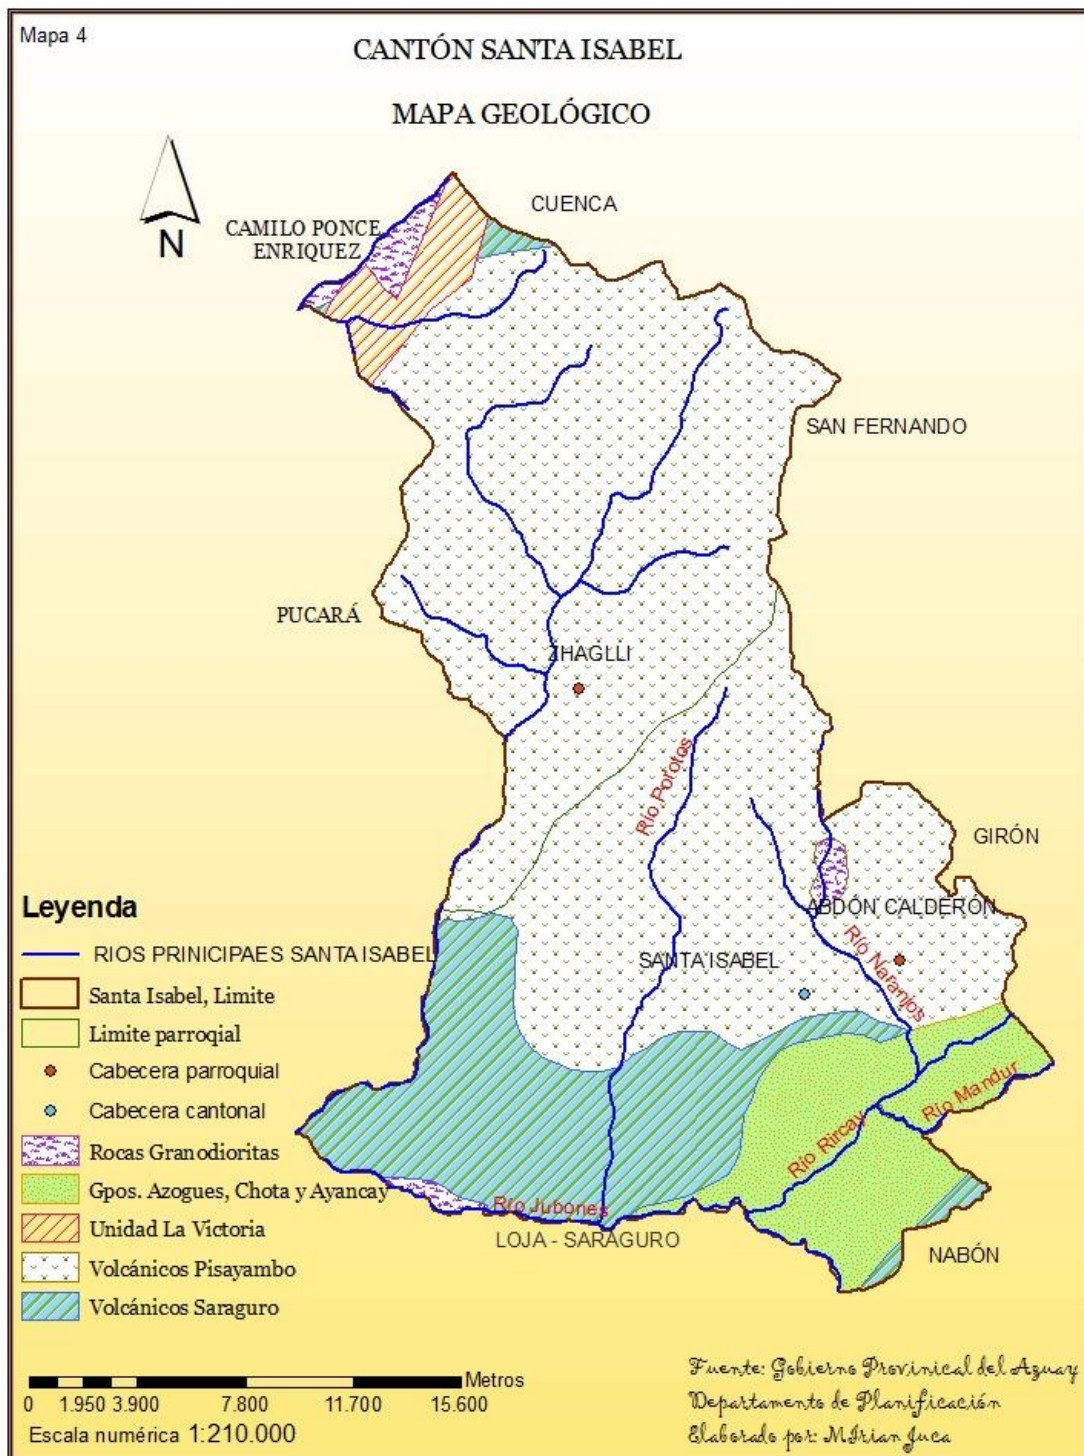 Mapa 4
CANTÓN SANTA ISABEL
MAPA GEOLÓGICO
N
CUENCA
CAMILO PONCE
ENRIQUEZ
SAN FERNANDO
PUCARÁ
ZHAGLLI
Río Porotos
GIRÓN
ABDÓN CALDERÓN
SANTA ISABEL
Río Naranjos
Río Mandur
Río Rircay
Río Jubones
LOJA - SARAGURO
NABÓN
Leyenda
RIOS PRINICIPAES SANTA ISABEL
Santa Isabel, Limite
Limite parroqial
Cabecera parroquial
Cabecera cantonal
Rocas Granodioritas
Gpos. Azogues, Chota y Ayancay
Unidad La Victoria
Volcánicos Pisayambo
Volcánicos Saraguro
Metros
0 1.950 3.900 7.800 11.700 15.600
Escala numérica 1:210.000
Fuente: Gobierno Provinical del Azuay
Departamento de Planificación
Elaborado por: MIrian Juca